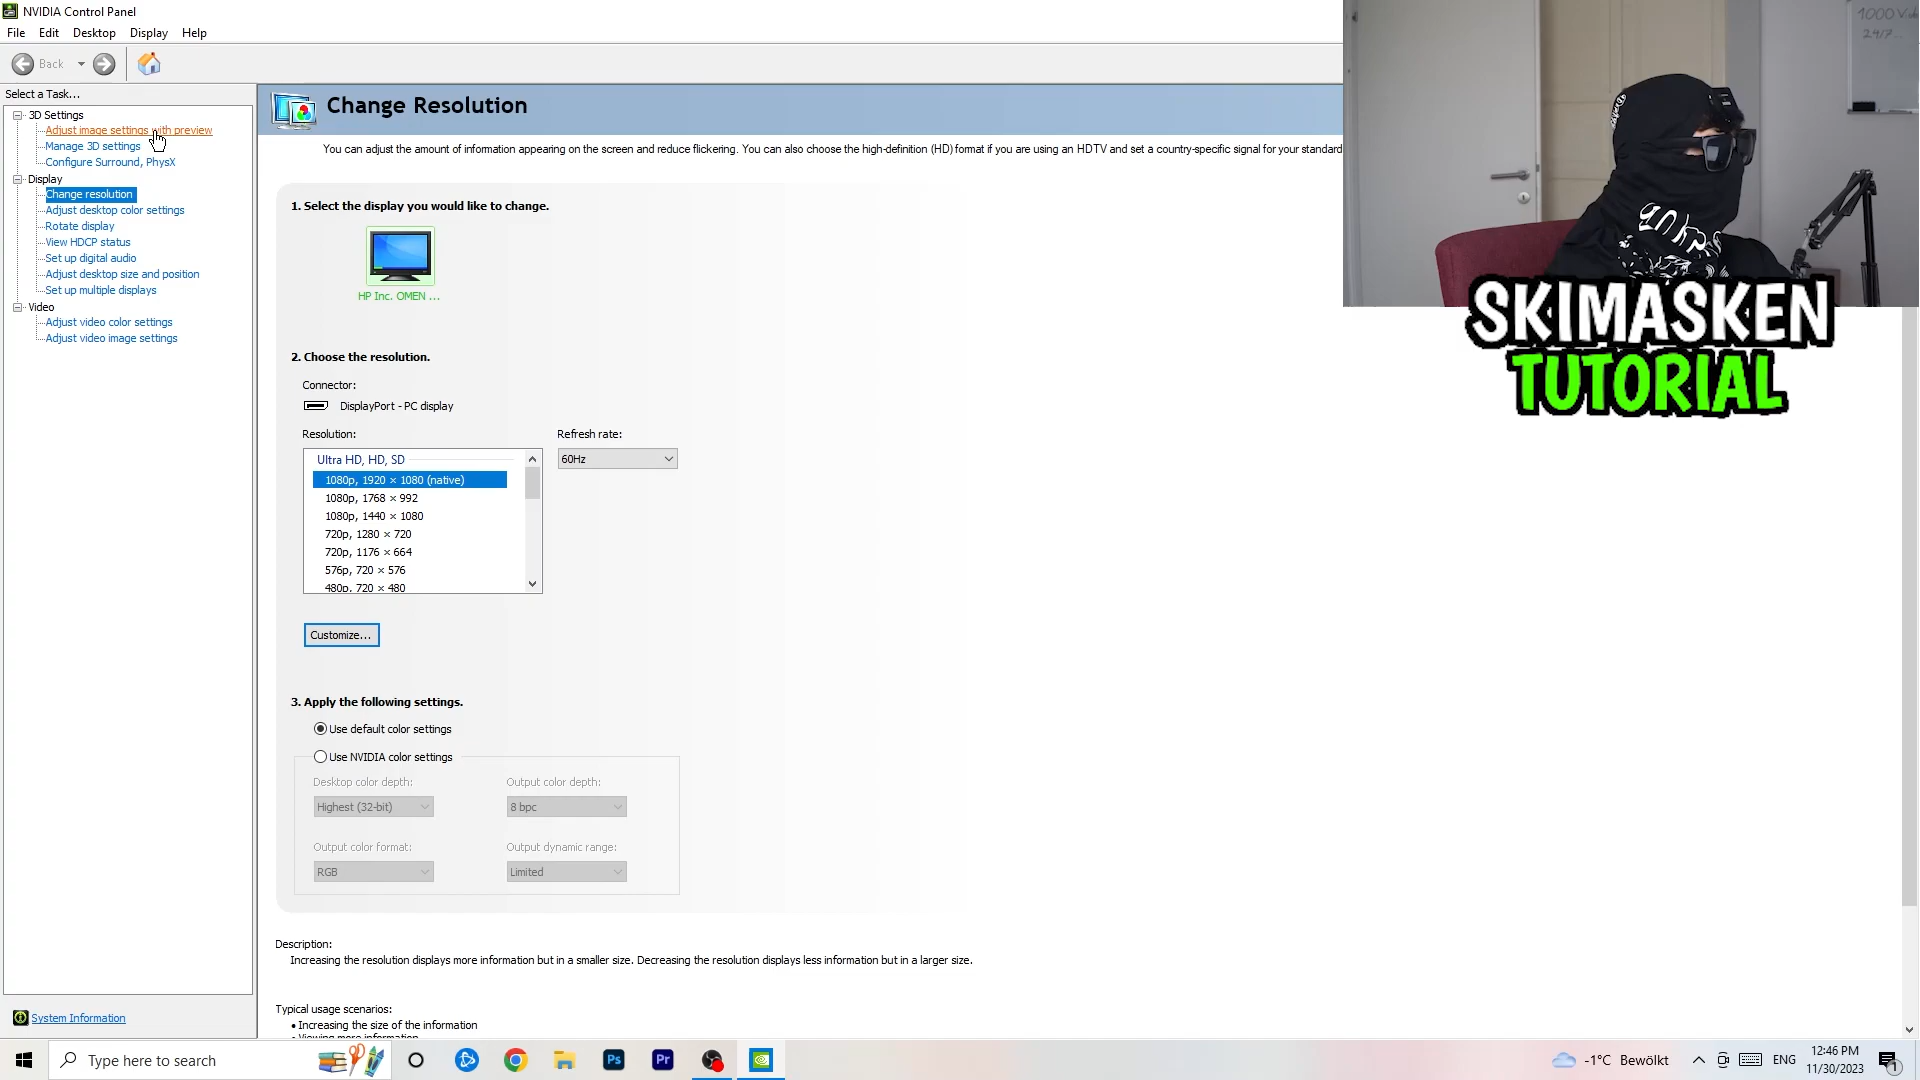 NVIDIA Control Panel
File Edit Desktop Display Help
Back
Select a Task...
3D Settings
Adjust image settings with preview
Manage 3D settings
Configure Surround, PhysX
Display
Change resolution
Adjust desktop color settings
Rotate display
View HDCP status
Set up digital audio
Adjust desktop size and position
Set up multiple displays
Video
Adjust video color settings
Adjust video image settings
System Information
Change Resolution
You can adjust the amount of information appearing on the screen and reduce flickering. You can also choose the high-definition (HD) format if you are using an HDTV and set a country-specific signal for your standard
1. Select the display you would like to change.
HP Inc. OMEN ...
2. Choose the resolution.
Connector:
DisplayPort - PC display
Resolution:
Refresh rate:
Ultra HD, HD, SD
60Hz
1080p, 1920 × 1080 (native)
1080p, 1768 × 992
1080p, 1440 × 1080
720p, 1280 × 720
720p, 1176 × 664
576p, 720 × 576
480p, 720 × 480
Customize...
3. Apply the following settings.
Use default color settings
Use NVIDIA color settings
Desktop color depth:
Output color depth:
Highest (32-bit)
8 bpc
Output color format:
Output dynamic range:
RGB
Limited
Description:
Increasing the resolution displays more information but in a smaller size. Decreasing the resolution displays less information but in a larger size.
Typical usage scenarios:
• Increasing the size of the information
• Viewing more information
1000 V
24/7
SKIMASKEN
TUTORIAL
Type here to search
Ps
Pr
-1°C Bewölkt
ENG
12:46 PM
11/30/2023
1